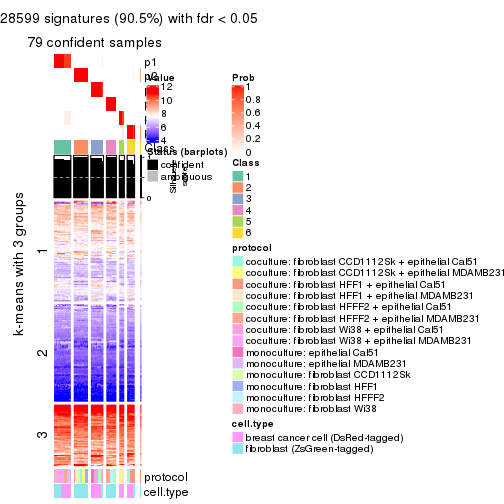 28599 signatures (90.5%) with fdr < 0.05
79 confident samples
p1
Value
12
10
8
6
4
Prob
1
0.8
0.6
0.4
0.2
0
Status (barplots)
confident
ambiguous
0
Class
1
2
3
4
5
6
k-means with 3 groups
1
2
3
protocol
coculture: fibroblast CCD1112Sk + epithelial Cal51
coculture: fibroblast CCD1112Sk + epithelial MDAMB231
coculture: fibroblast HFF1 + epithelial Cal51
coculture: fibroblast HFF1 + epithelial MDAMB231
coculture: fibroblast HFFF2 + epithelial Cal51
coculture: fibroblast HFFF2 + epithelial MDAMB231
coculture: fibroblast Wi38 + epithelial Cal51
coculture: fibroblast Wi38 + epithelial MDAMB231
monoculture: epithelial Cal51
monoculture: epithelial MDAMB231
monoculture: fibroblast CCD1112Sk
monoculture: fibroblast HFF1
monoculture: fibroblast HFFF2
monoculture: fibroblast Wi38
cell.type
breast cancer cell (DsRed-tagged)
fibroblast (ZsGreen-tagged)
protocol
cell.type